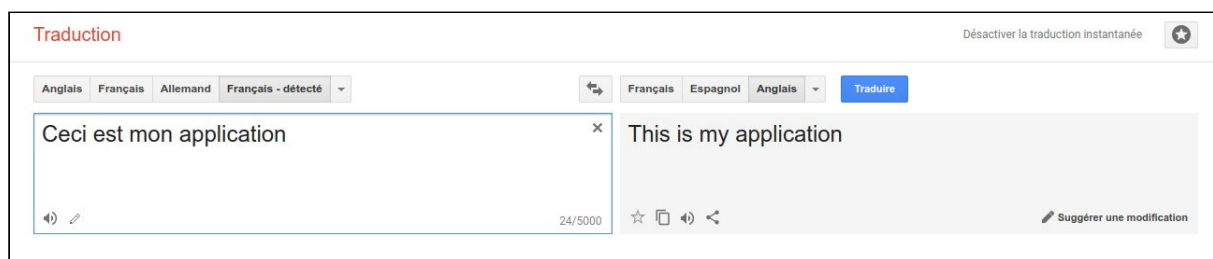 Traduction
Désactiver la traduction instantanée
Anglais Français Allemand Français - détecté
Français Espagnol Anglais Traduire
Ceci est mon application
This is my application
24/5000
Suggérer une modification